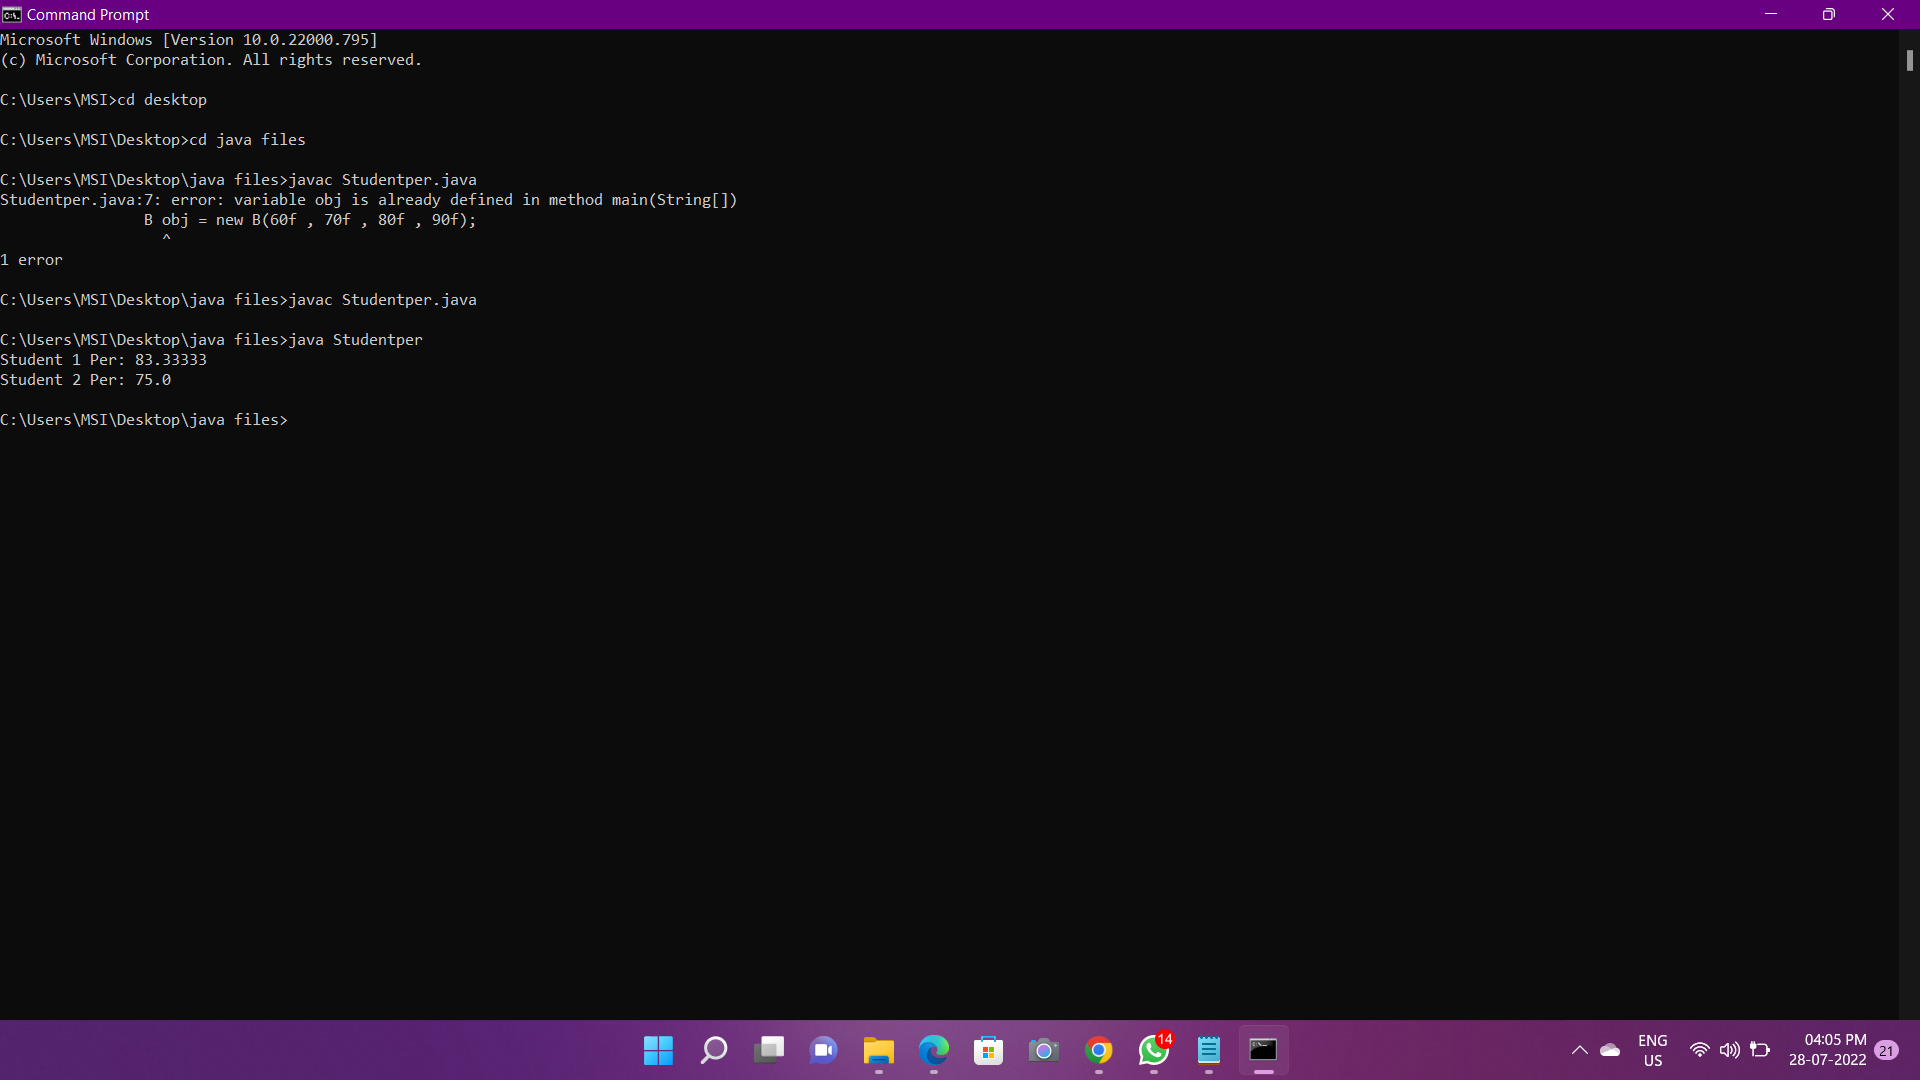 Command Prompt
Microsoft Windows [Version 10.0.22000.795]
(c) Microsoft Corporation. All rights reserved.
C:\Users\MSI>cd desktop
C:\Users\MSI\Desktop>cd java files
C:\Users\MSI\Desktop\java files>javac Studentper.java
Studentper.java:7: error: variable obj is already defined in method main(String[])
                B obj = new B(60f , 70f , 80f , 90f);
                  ^
1 error
C:\Users\MSI\Desktop\java files>javac Studentper.java
C:\Users\MSI\Desktop\java files>java Studentper
Student 1 Per: 83.33333
Student 2 Per: 75.0
C:\Users\MSI\Desktop\java files>
14
ENG
US
04:05 PM
28-07-2022
21